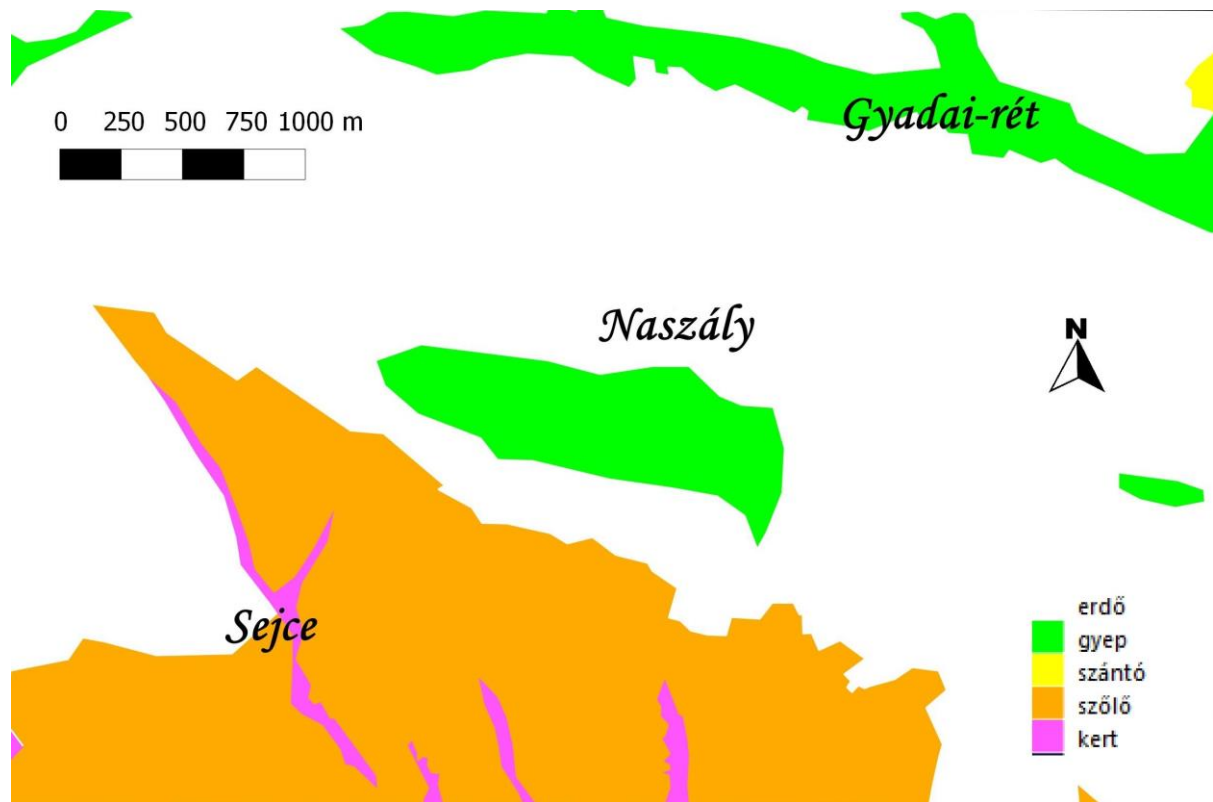 Gyadai-rét
0 250 500 750 1000 m
Naszály
N
Sejce
erdő
gyep
szántó
szőlő
kert